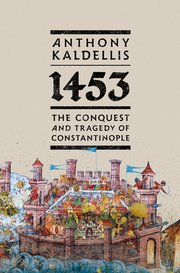 ANTHONY
KALDELLIS
1453
THE CONQUEST
AND TRAGEDY OF
CONSTANTINOPLE